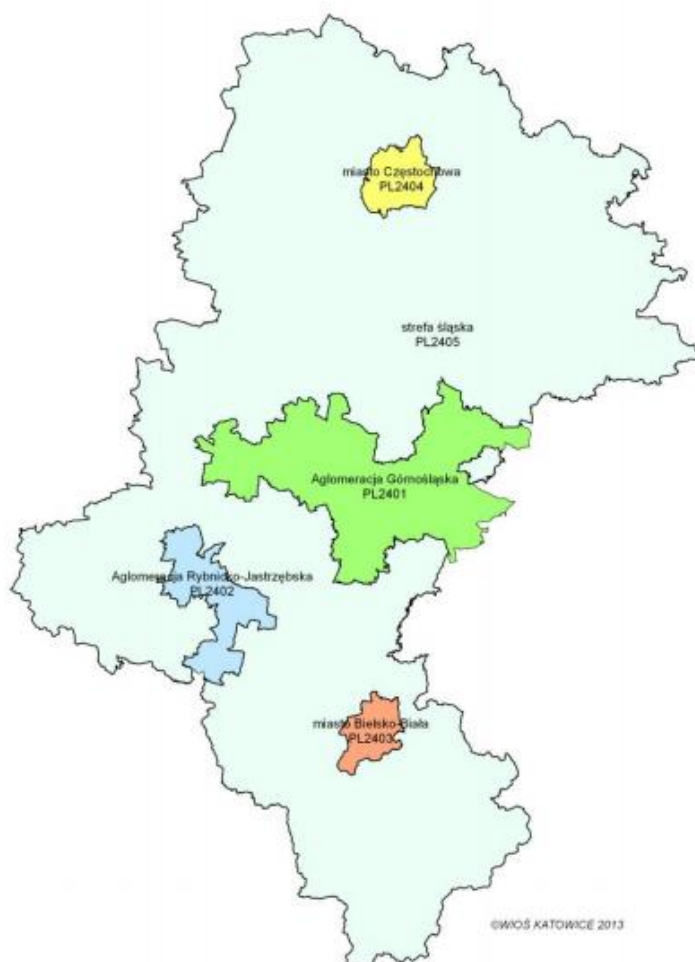 miasto Częstochowa
PL2404
strefa śląska
PL2405
Aglomeracja Górnośląska
PL2401
Aglomeracja Rybnicko-Jastrzębska
PL2402
miasto Bielsko-Biała
PL2403
©WIOŚ KATOWICE 2013